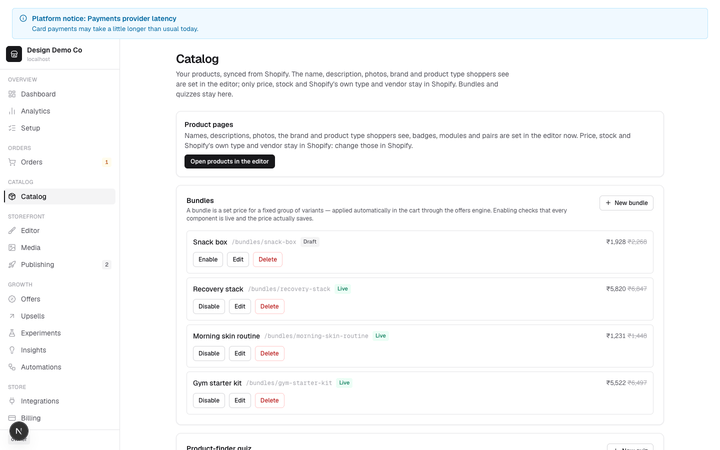 Platform notice: Payments provider latency
Card payments may take a little longer than usual today.
Design Demo Co
localhost
OVERVIEW
Dashboard
Analytics
Setup
ORDERS
Orders 1
CATALOG
Catalog
STOREFRONT
Editor
Media
Publishing 2
GROWTH
Offers
Upsells
Experiments
Insights
Automations
STORE
Integrations
Billing
N
Catalog
Your products, synced from Shopify. The name, description, photos, brand and product type shoppers see
are set in the editor; only price, stock and Shopify's own type and vendor stay in Shopify. Bundles and
quizzes stay here.
Product pages
Names, descriptions, photos, the brand and product type shoppers see, badges, modules and pairs are set in the editor now. Price, stock and
Shopify's own type and vendor stay in Shopify: change those in Shopify.
Open products in the editor
Bundles
A bundle is a set price for a fixed group of variants — applied automatically in the cart through the offers engine. Enabling checks that every
component is live and the price actually saves.
+ New bundle
Snack box /bundles/snack-box Draft ₹1,928 ₹2,268
Enable Edit Delete
Recovery stack /bundles/recovery-stack Live ₹5,820 ₹6,847
Disable Edit Delete
Morning skin routine /bundles/morning-skin-routine Live ₹1,231 ₹1,448
Disable Edit Delete
Gym starter kit /bundles/gym-starter-kit Live ₹5,522 ₹6,497
Disable Edit Delete
Product-finder quiz
+ New quiz